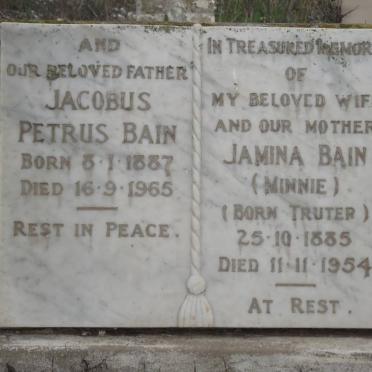 AND
OUR BELOVED FATHER
JACOBUS
PETRUS BAIN
BORN 8·1·1887
DIED 16·9·1965
REST IN PEACE.
IN TREASURED MEMOR
OF
MY BELOVED WIF
AND OUR MOTHER
JAMINA BAIN
(MINNIE)
(BORN TRUTER)
25·10·1885
DIED 11·11·1954
AT REST.